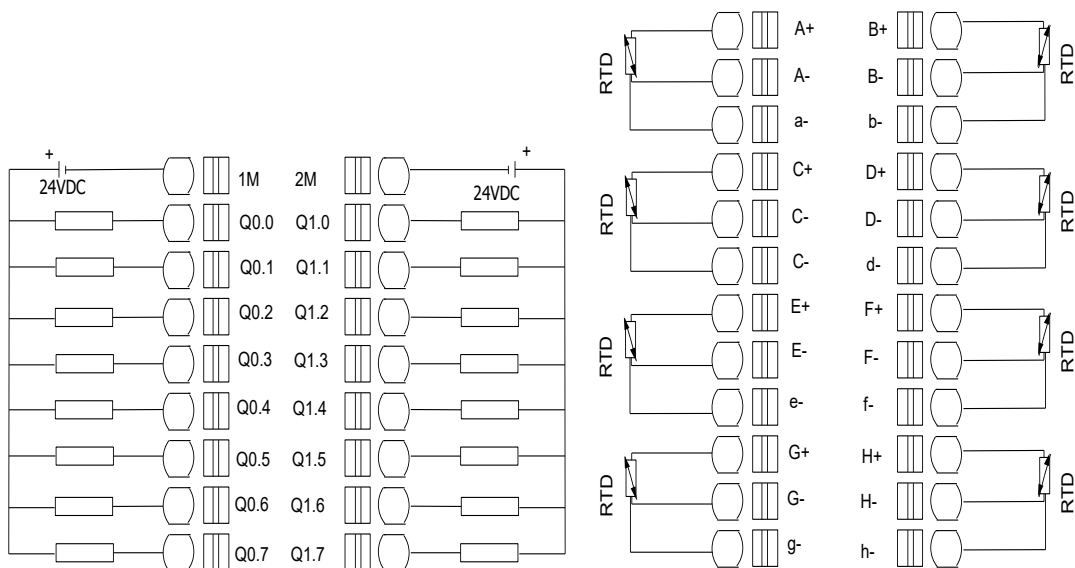 +
24VDC
1M 2M
+
24VDC
Q0.0 Q1.0
Q0.1 Q1.1
Q0.2 Q1.2
Q0.3 Q1.3
Q0.4 Q1.4
Q0.5 Q1.5
Q0.6 Q1.6
Q0.7 Q1.7
RTD
A+ B+
A- B-
a- b-
RTD
RTD
C+ D+
C- D-
C- d-
RTD
RTD
E+ F+
E- F-
e- f-
RTD
RTD
G+ H+
G- H-
g- h-
RTD